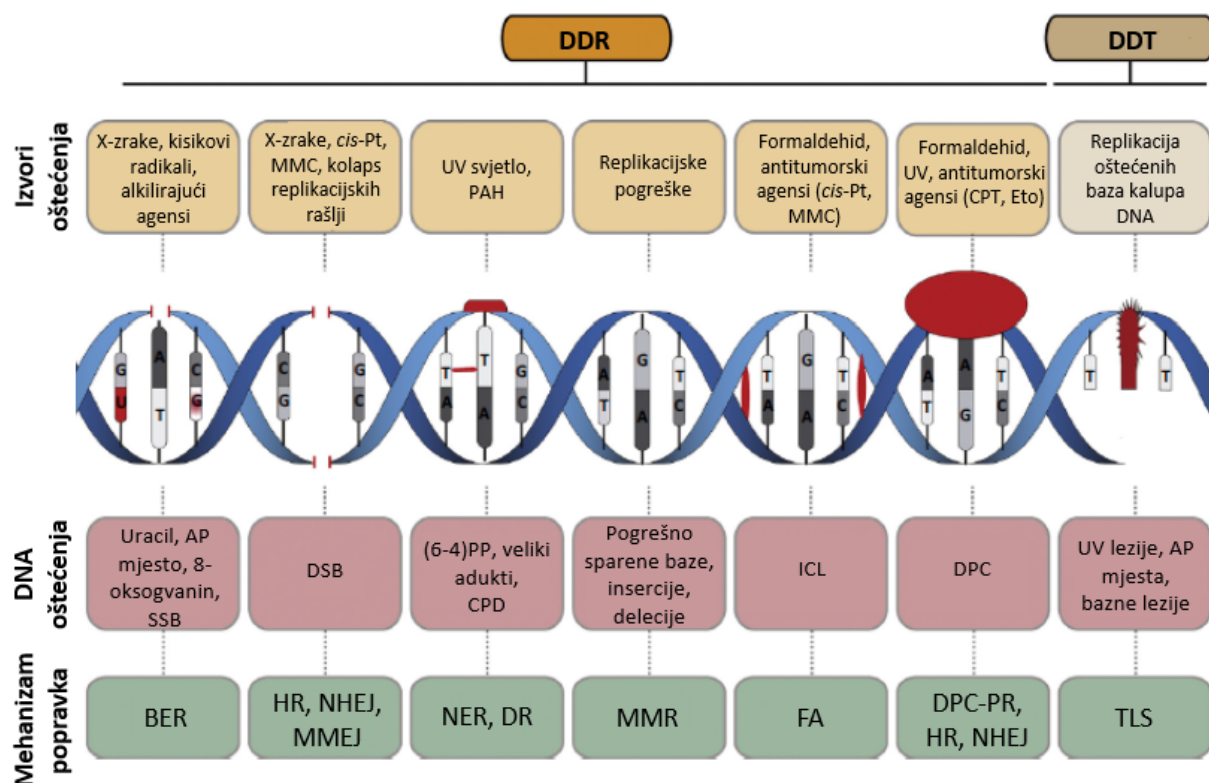 DDR
DDT
Izvori
oštećenja
X-zrake, kisikovi
radikali,
alkilirajući
agensi
X-zrake, cis-Pt,
MMC, kolaps
replikacijskih
rašlji
UV svjetlo,
PAH
Replikacijske
pogreške
Formaldehid,
antitumorski
agensi (cis-Pt,
MMC)
Formaldehid,
UV, antitumorski
agensi (CPT, Eto)
Replikacija
oštećenih
baza kalupa
DNA
G
U
A
T
C
G
C
G
G
C
T
A
T
A
G
C
A
T
G
A
T
C
T
A
G
A
T
C
A
T
A
G
T
C
T
T
DNA
oštećenja
Uracil, AP
mjesto, 8-
oksogvanin,
SSB
DSB
(6-4)PP, veliki
adukti,
CPD
Pogrešno
sparene baze,
insercije,
delecije
ICL
DPC
UV lezije, AP
mjesta,
bazne lezije
Mehanizam
popravka
BER
HR, NHEJ,
MMEJ
NER, DR
MMR
FA
DPC-PR,
HR, NHEJ
TLS